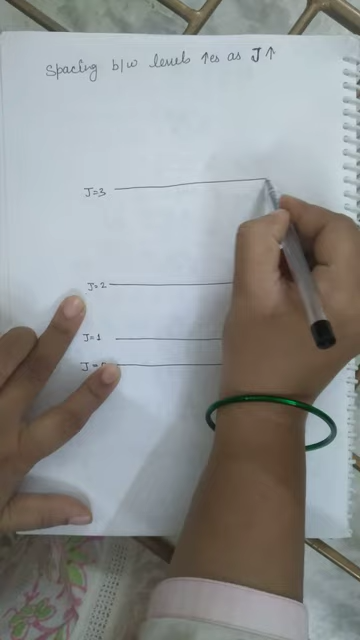 Spacing b/w levels ↑es as J ↑
J=3
J=2
J=1
J=